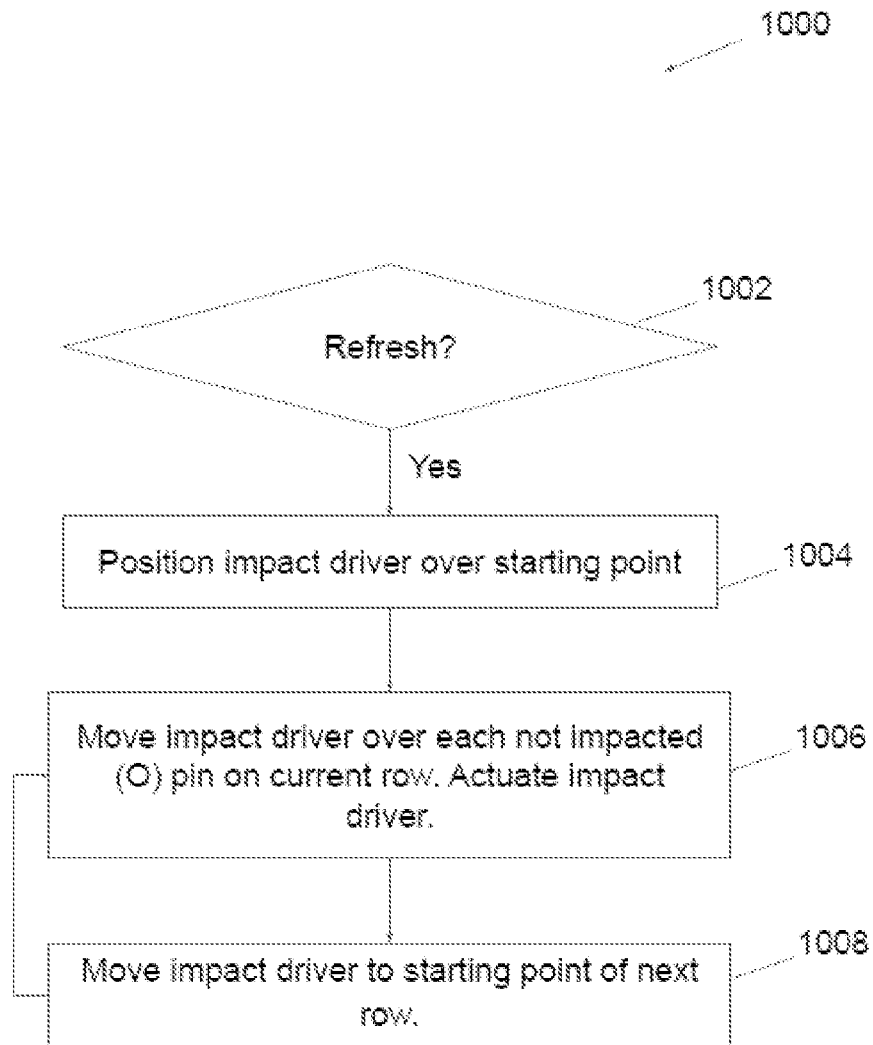 1000
1002
Refresh?
Yes
Position impact driver over starting point
1004
Move impact driver over each not impacted
(O) pin on current row. Actuate impact
driver.
1006
Move impact driver to starting point of next
row.
1008